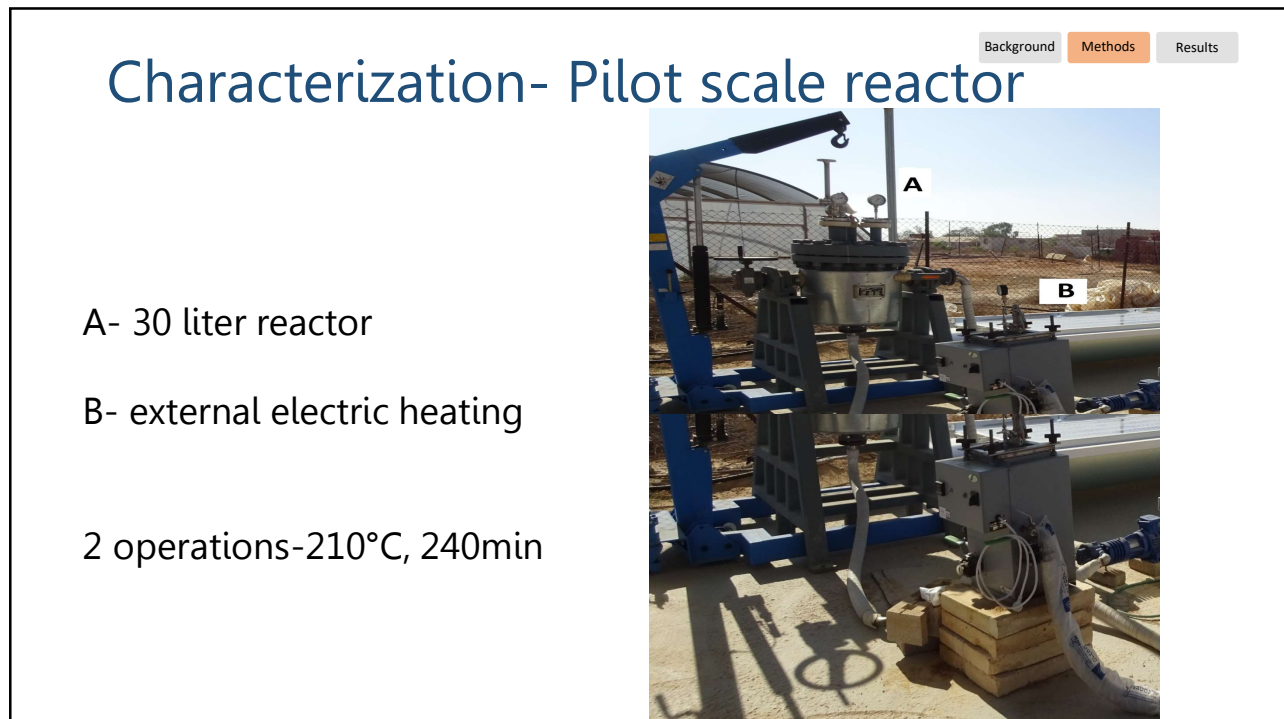 Background Methods Results
Characterization- Pilot scale reactor
A
B
A- 30 liter reactor
B- external electric heating
2 operations-210°C, 240min